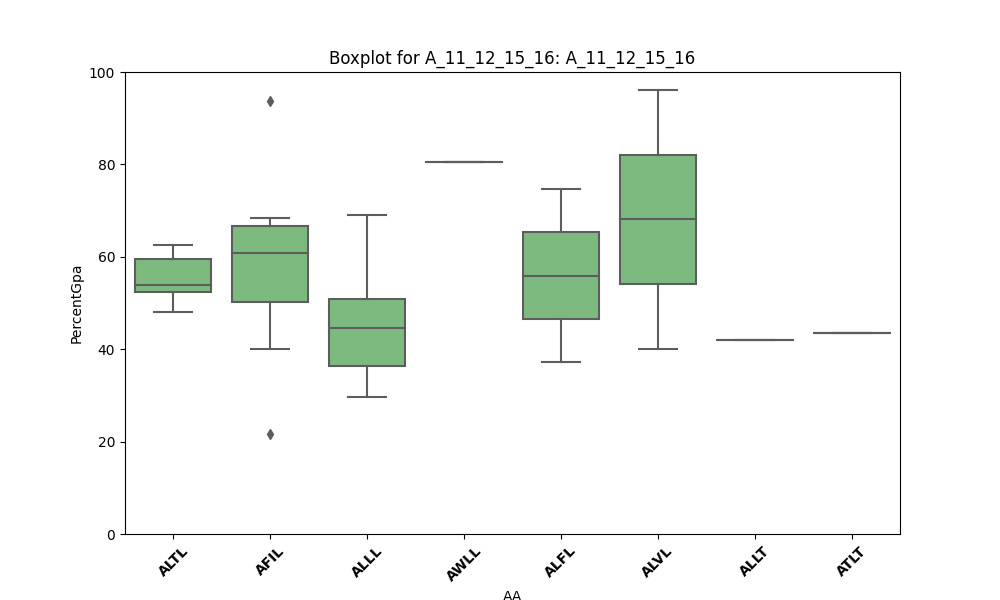 Boxplot for A_11_12_15_16: A_11_12_15_16
100
80
60
40
20
0
PercentGpa
ALTL
AFIL
ALLL
AWLL
ALFL
ALVL
ALLT
ATLT
AA